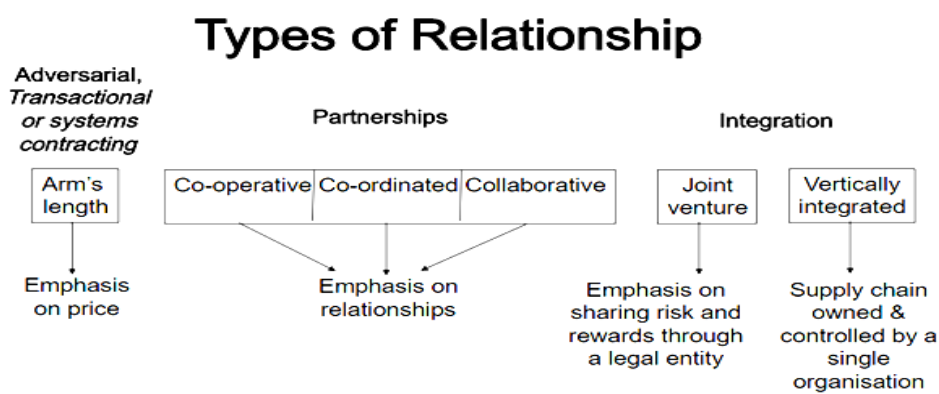 Types of Relationship
Adversarial,
Transactional
or systems
contracting
Partnerships
Integration
Arm's
length
Co-operative
Co-ordinated
Collaborative
Joint
venture
Vertically
integrated
Emphasis
on price
Emphasis on
relationships
Emphasis on
sharing risk and
rewards through
a legal entity
Supply chain
owned &
controlled by a
single
organisation